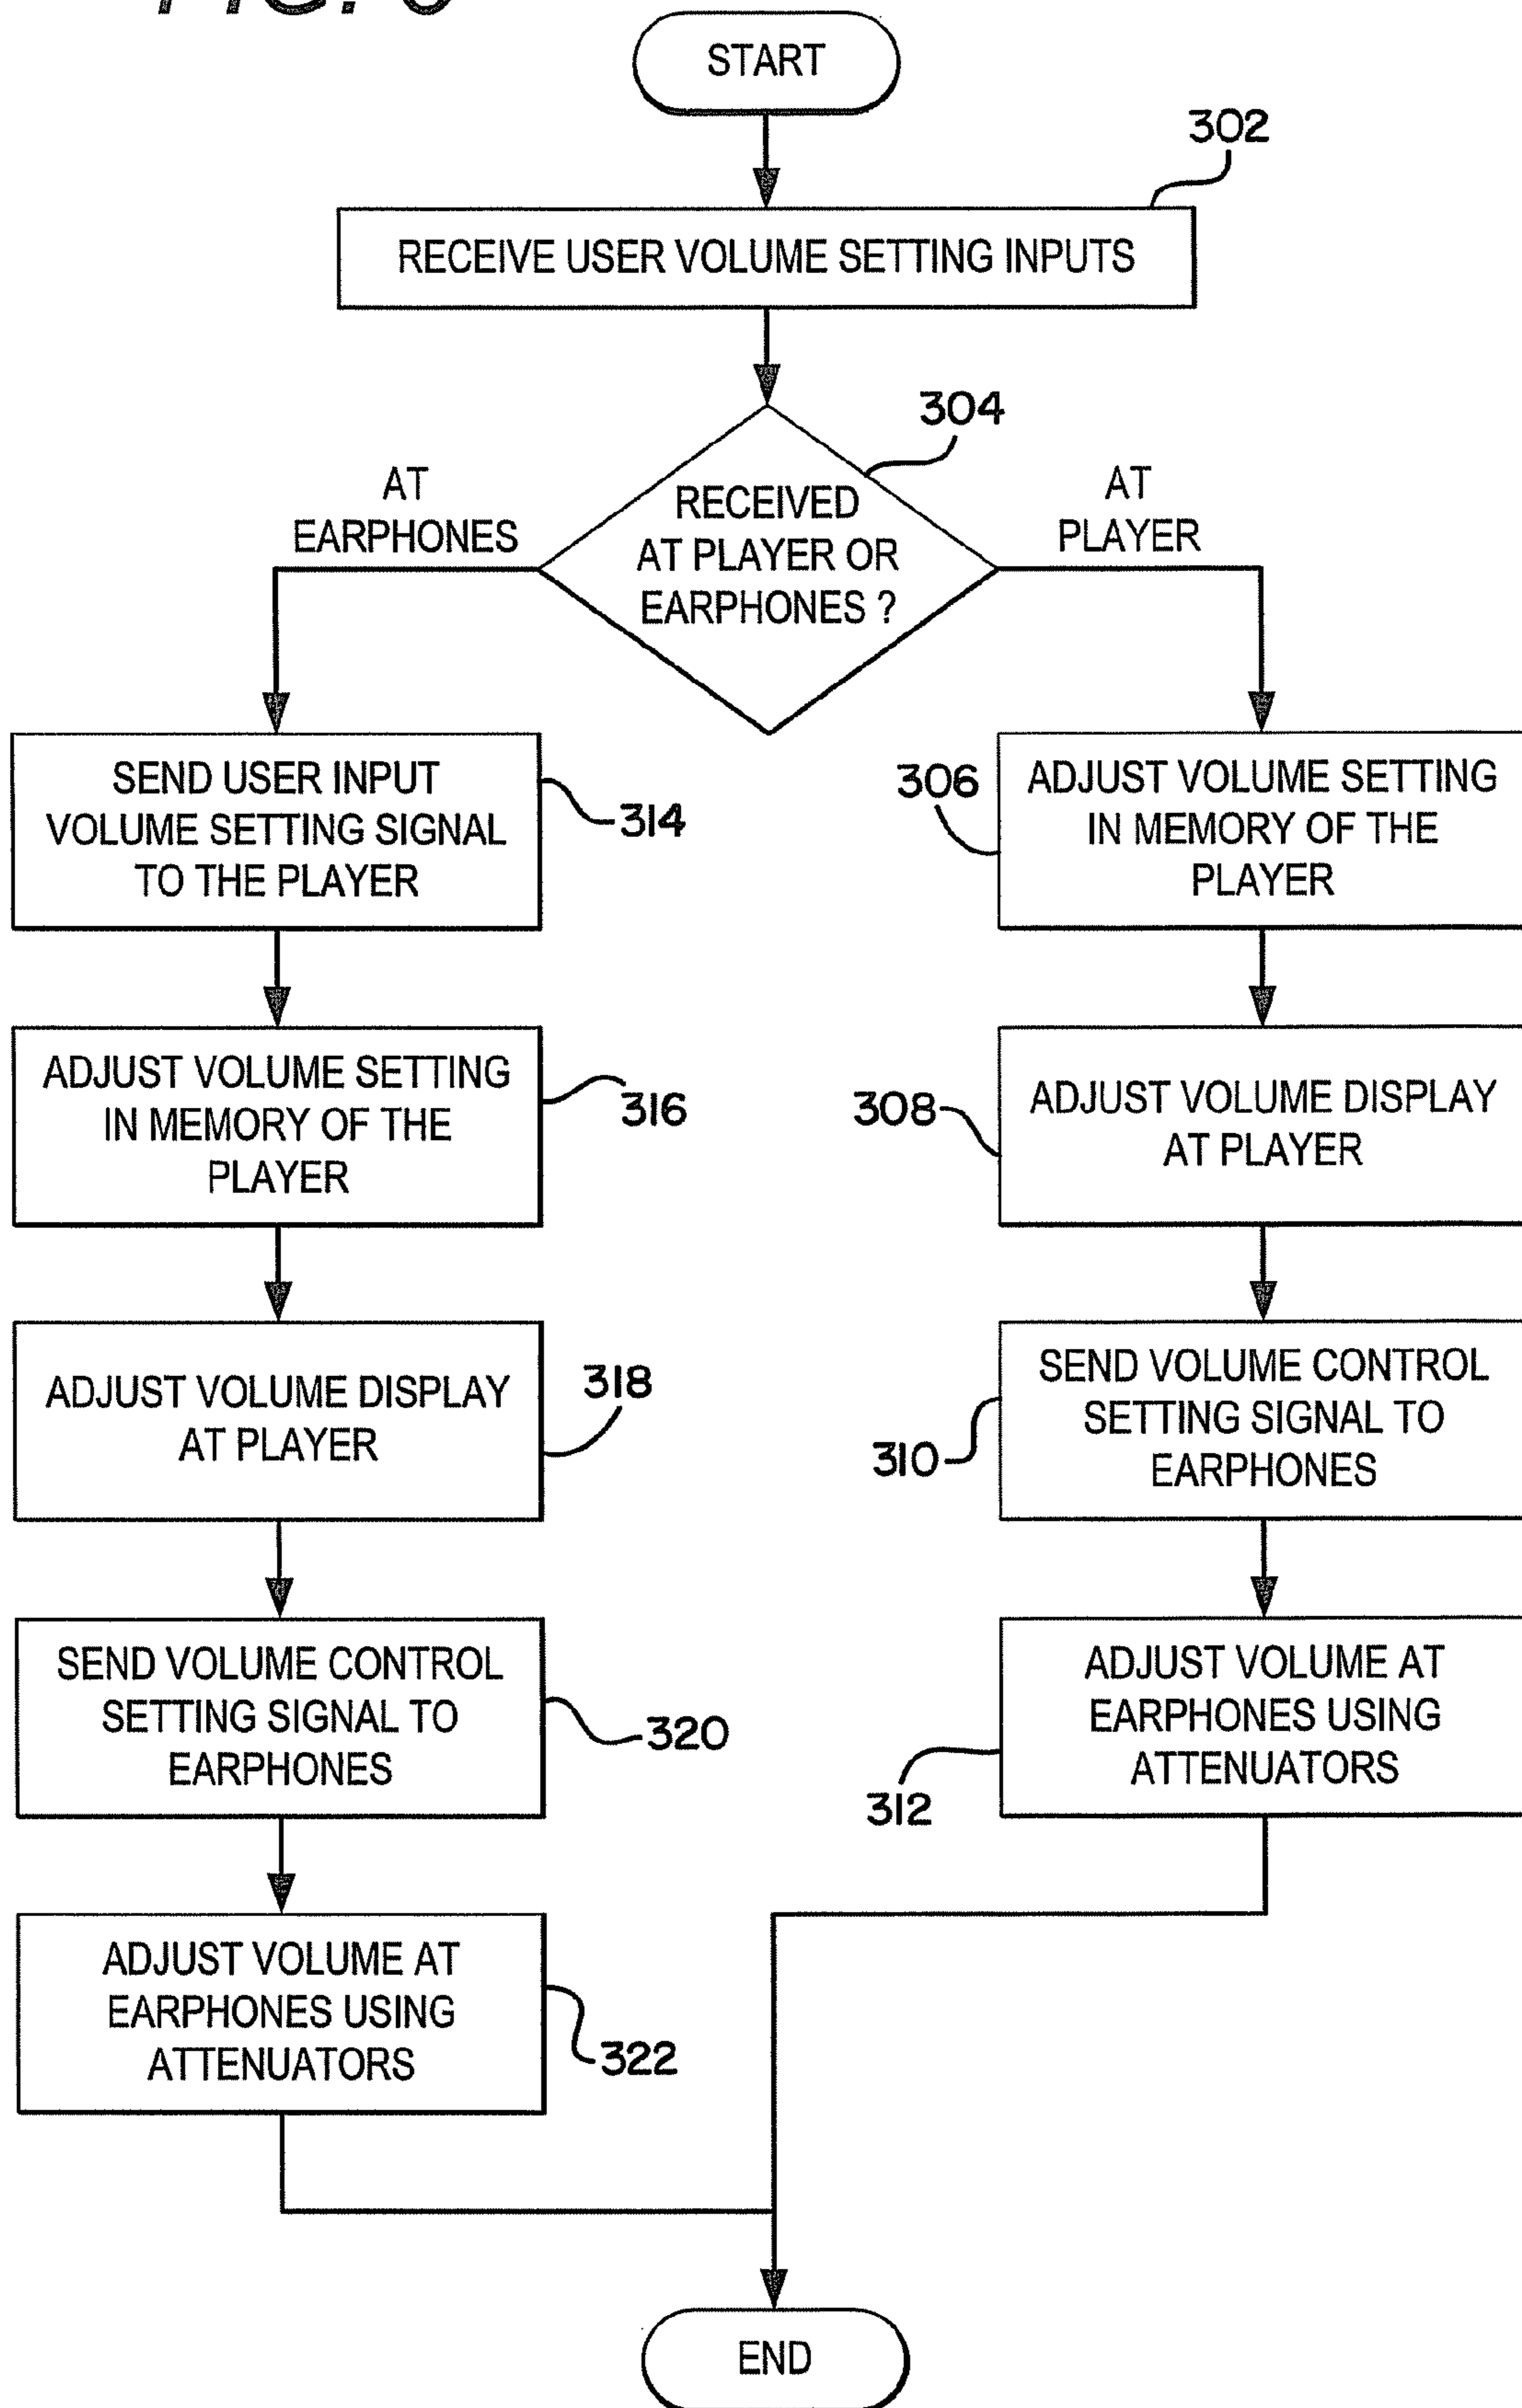 START
302
RECEIVE USER VOLUME SETTING INPUTS
304
AT
EARPHONES
RECEIVED
AT PLAYER OR
EARPHONES ?
AT
PLAYER
SEND USER INPUT
VOLUME SETTING SIGNAL
TO THE PLAYER
314
306
ADJUST VOLUME SETTING
IN MEMORY OF THE
PLAYER
ADJUST VOLUME SETTING
IN MEMORY OF THE
PLAYER
316
308
ADJUST VOLUME DISPLAY
AT PLAYER
ADJUST VOLUME DISPLAY
AT PLAYER
318
310
SEND VOLUME CONTROL
SETTING SIGNAL TO
EARPHONES
SEND VOLUME CONTROL
SETTING SIGNAL TO
EARPHONES
320
312
ADJUST VOLUME AT
EARPHONES USING
ATTENUATORS
ADJUST VOLUME AT
EARPHONES USING
ATTENUATORS
322
END